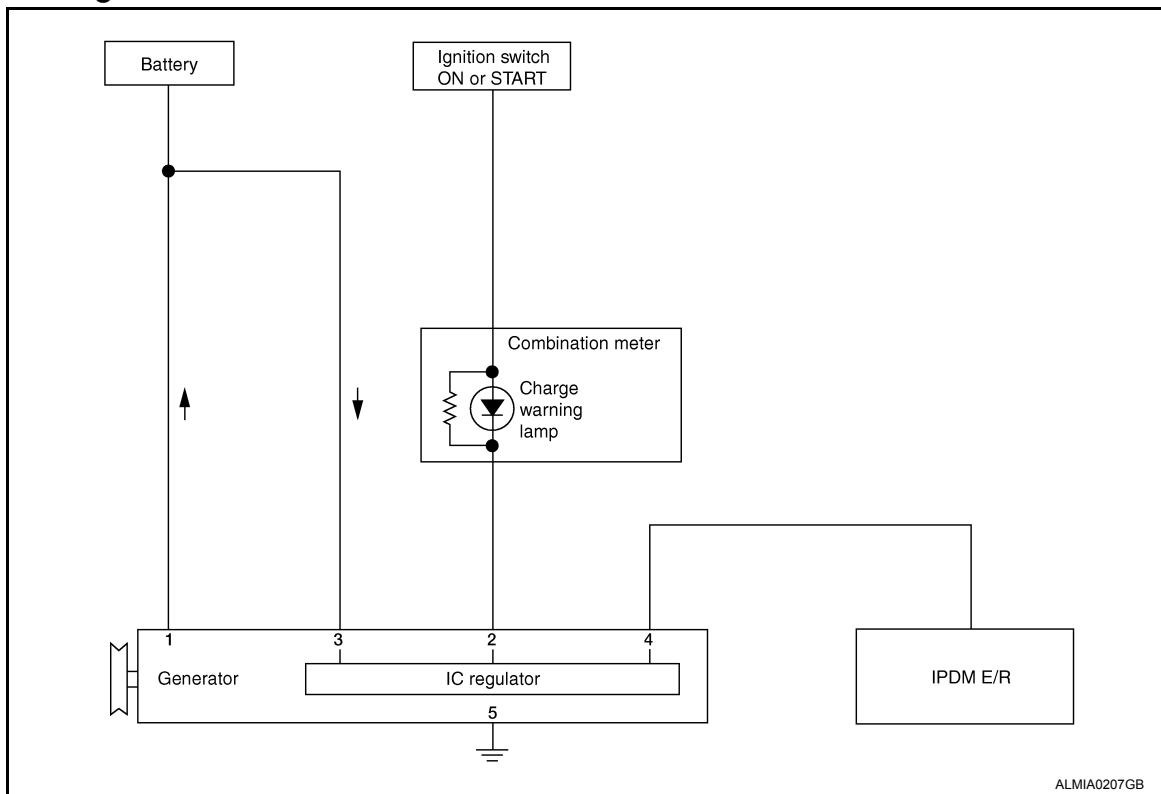 Battery
Ignition switch
ON or START
Combination meter
Charge
warning
lamp
1
3
2
4
Generator
IC regulator
5
IPDM E/R
ALMIA0207GB